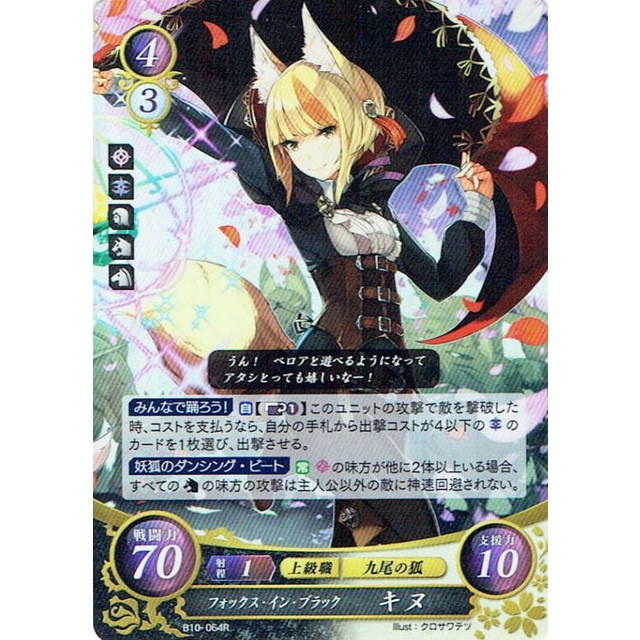 4
3
うん! ベロアと遊べるようになって
アタシとっても嬉しいなー!
みんなで踊ろう! 自【1】このユニットの攻撃で敵を撃破した
時、コストを支払うなら、自分の手札から出撃コストが4以下の
のカードを1枚選び、出撃させる。
妖狐のダンシング・ビート 常 の味方が他に2体以上いる場合、
すべての の味方の攻撃は主人公以外の敵に神速回避されない。
戦闘力
70
射程 1
上級職
九尾の狐
支援力
10
フォックス・イン・ブラック キヌ
B10-064R
Illust:クロサワテツ